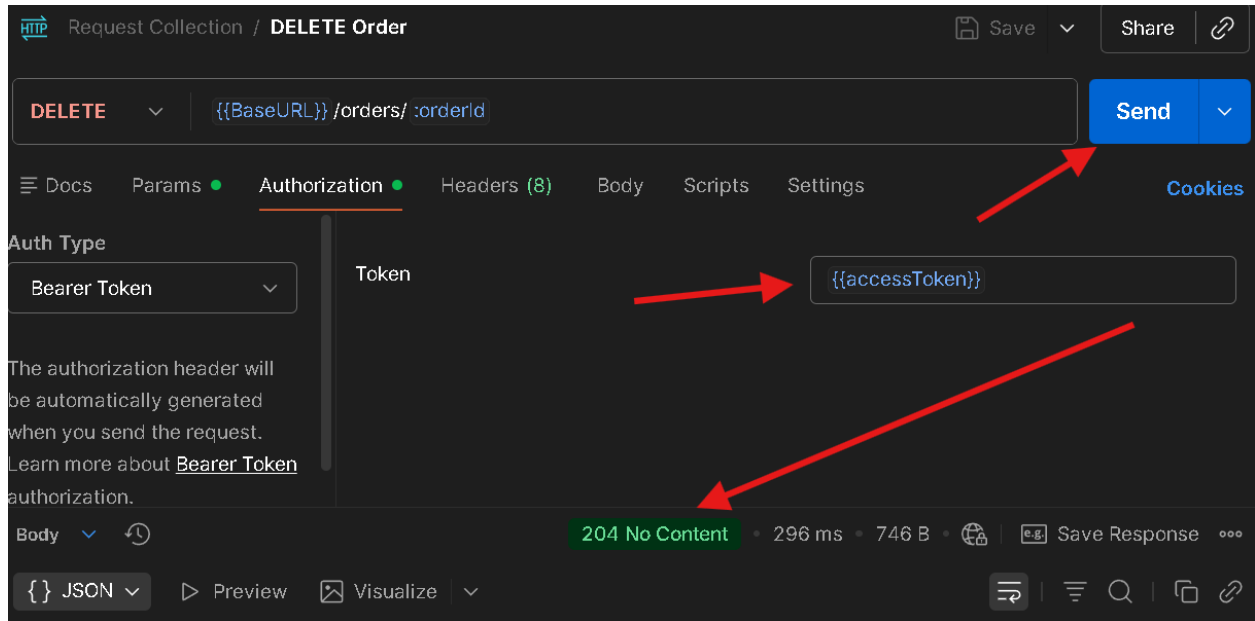 HTTP Request Collection / DELETE Order Save Share
DELETE {{BaseURL}} /orders/ :orderId Send
Docs Params Authorization Headers (8) Body Scripts Settings Cookies
Auth Type
Bearer Token
The authorization header will
be automatically generated
when you send the request.
Learn more about Bearer Token
authorization.
Token {{accessToken}}
Body 204 No Content • 296 ms • 746 B • e.g. Save Response
{} JSON Preview Visualize